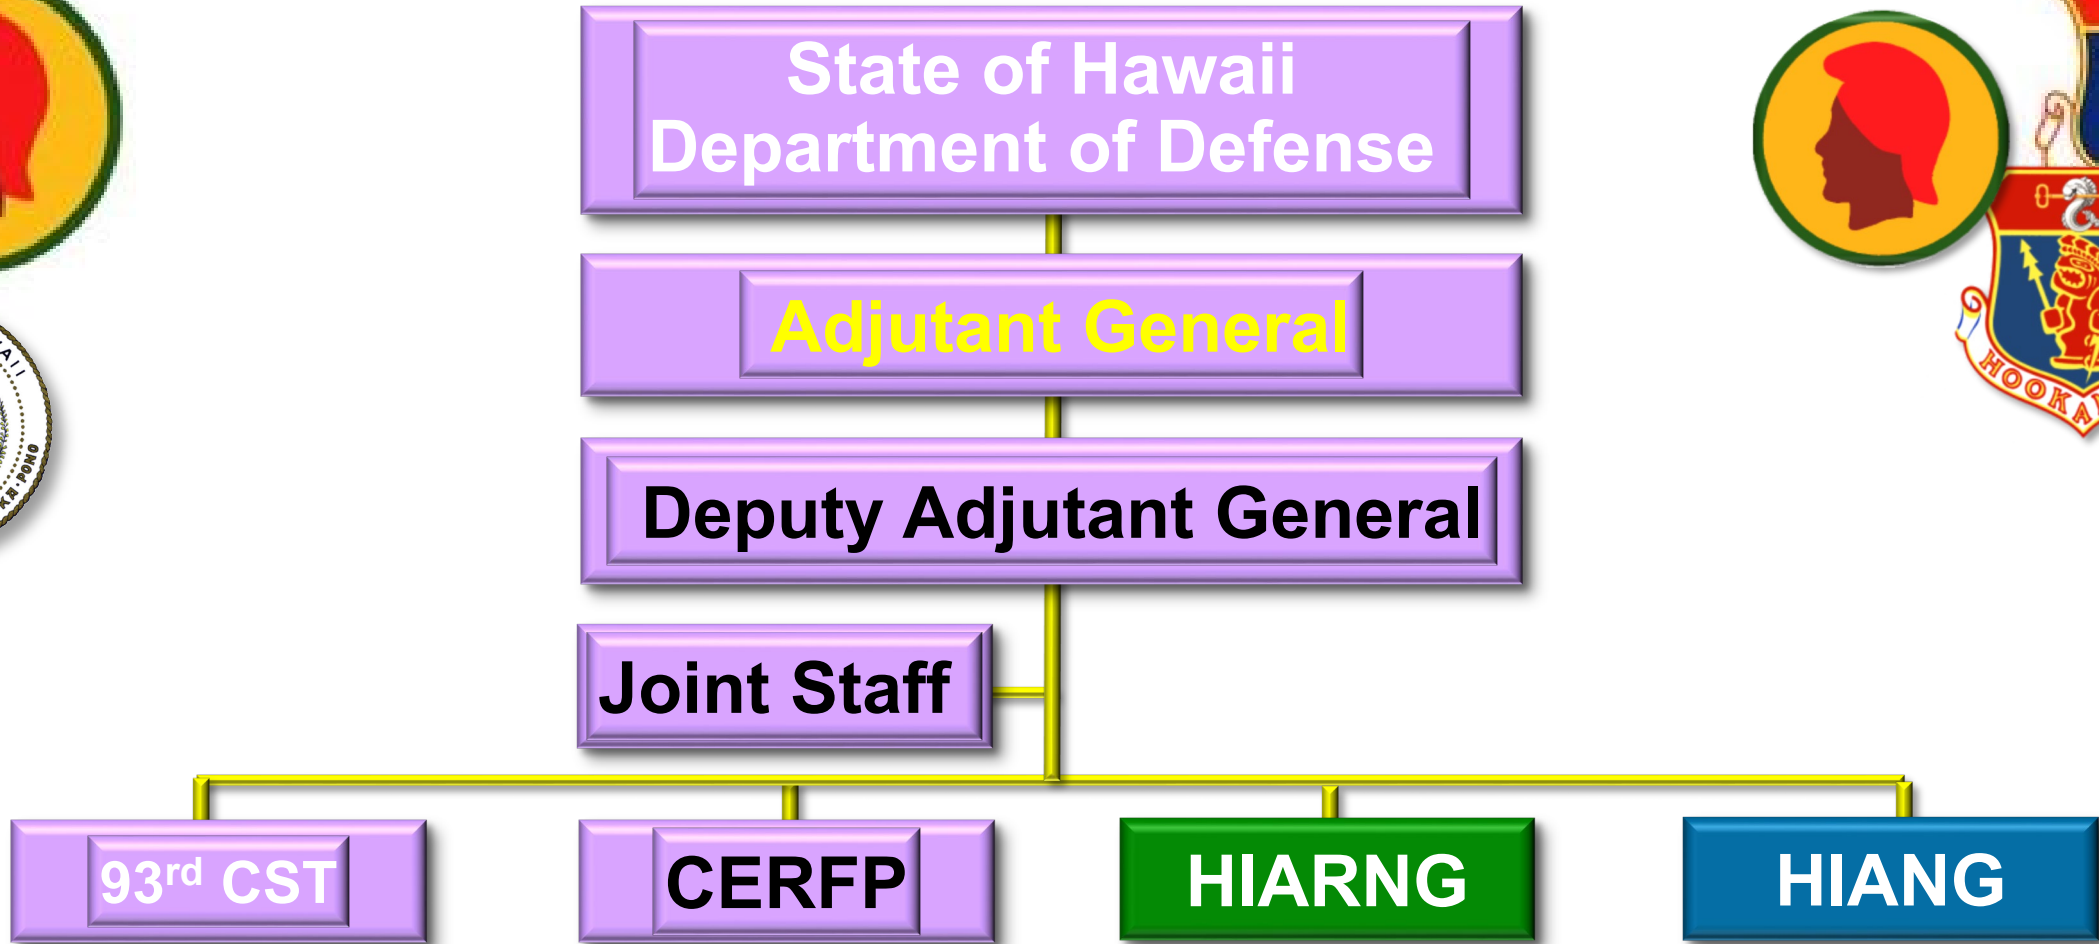 State of Hawaii
Department of Defense
Adjutant General
Deputy Adjutant General
Joint Staff
93rd CST
CERFP
HIARNG
HIANG